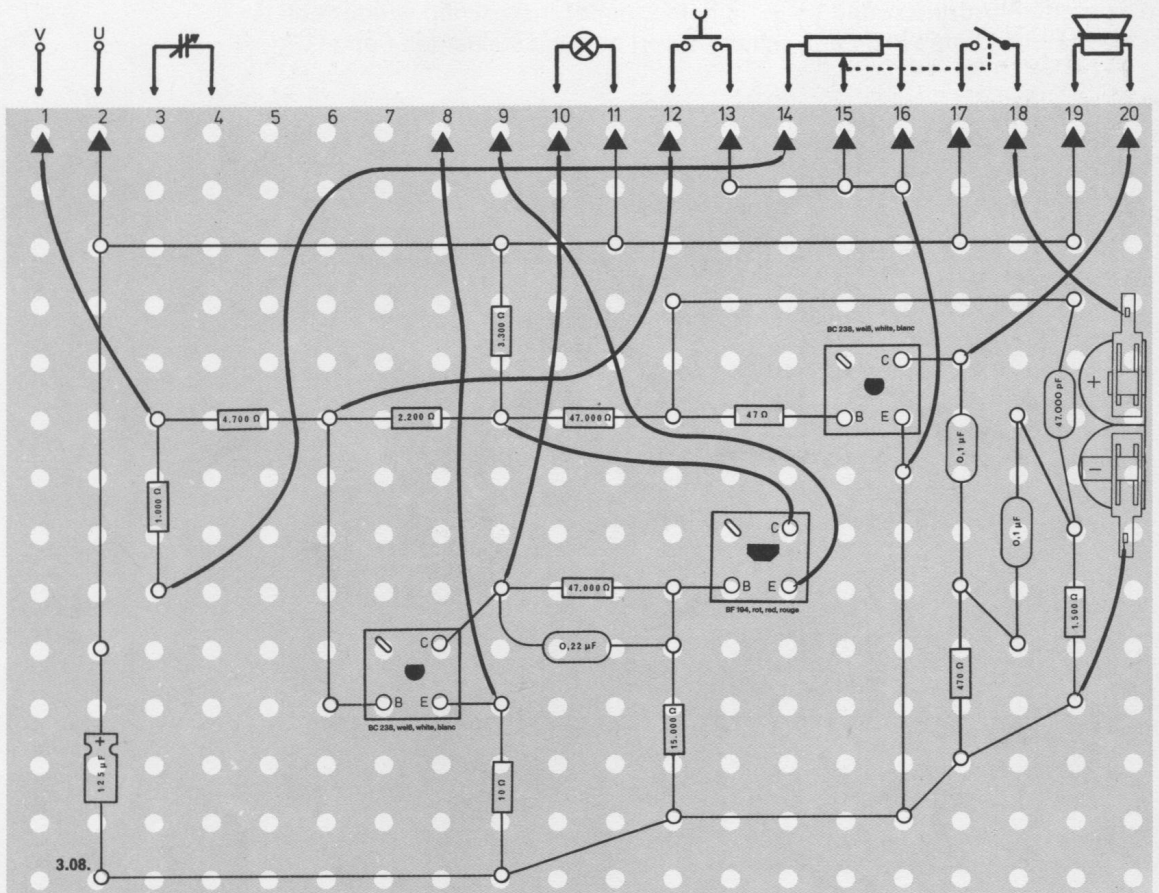 V U
1 2 3 4 5 6 7 8 9 10 11 12 13 14 15 16 17 18 19 20
3.300 Ω
BC 238, weiß, white, blanc
C
B E
4.700 Ω
2.200 Ω
47.000 Ω
47 Ω
47.000 pF
+
−
0,1 µF
0,1 µF
1.000 Ω
C
B E
BF 194, rot, red, rouge
47.000 Ω
0,22 µF
1.500 Ω
C
B E
BC 238, weiß, white, blanc
470 Ω
15.000 Ω
+
125 µF
10 Ω
3.08.